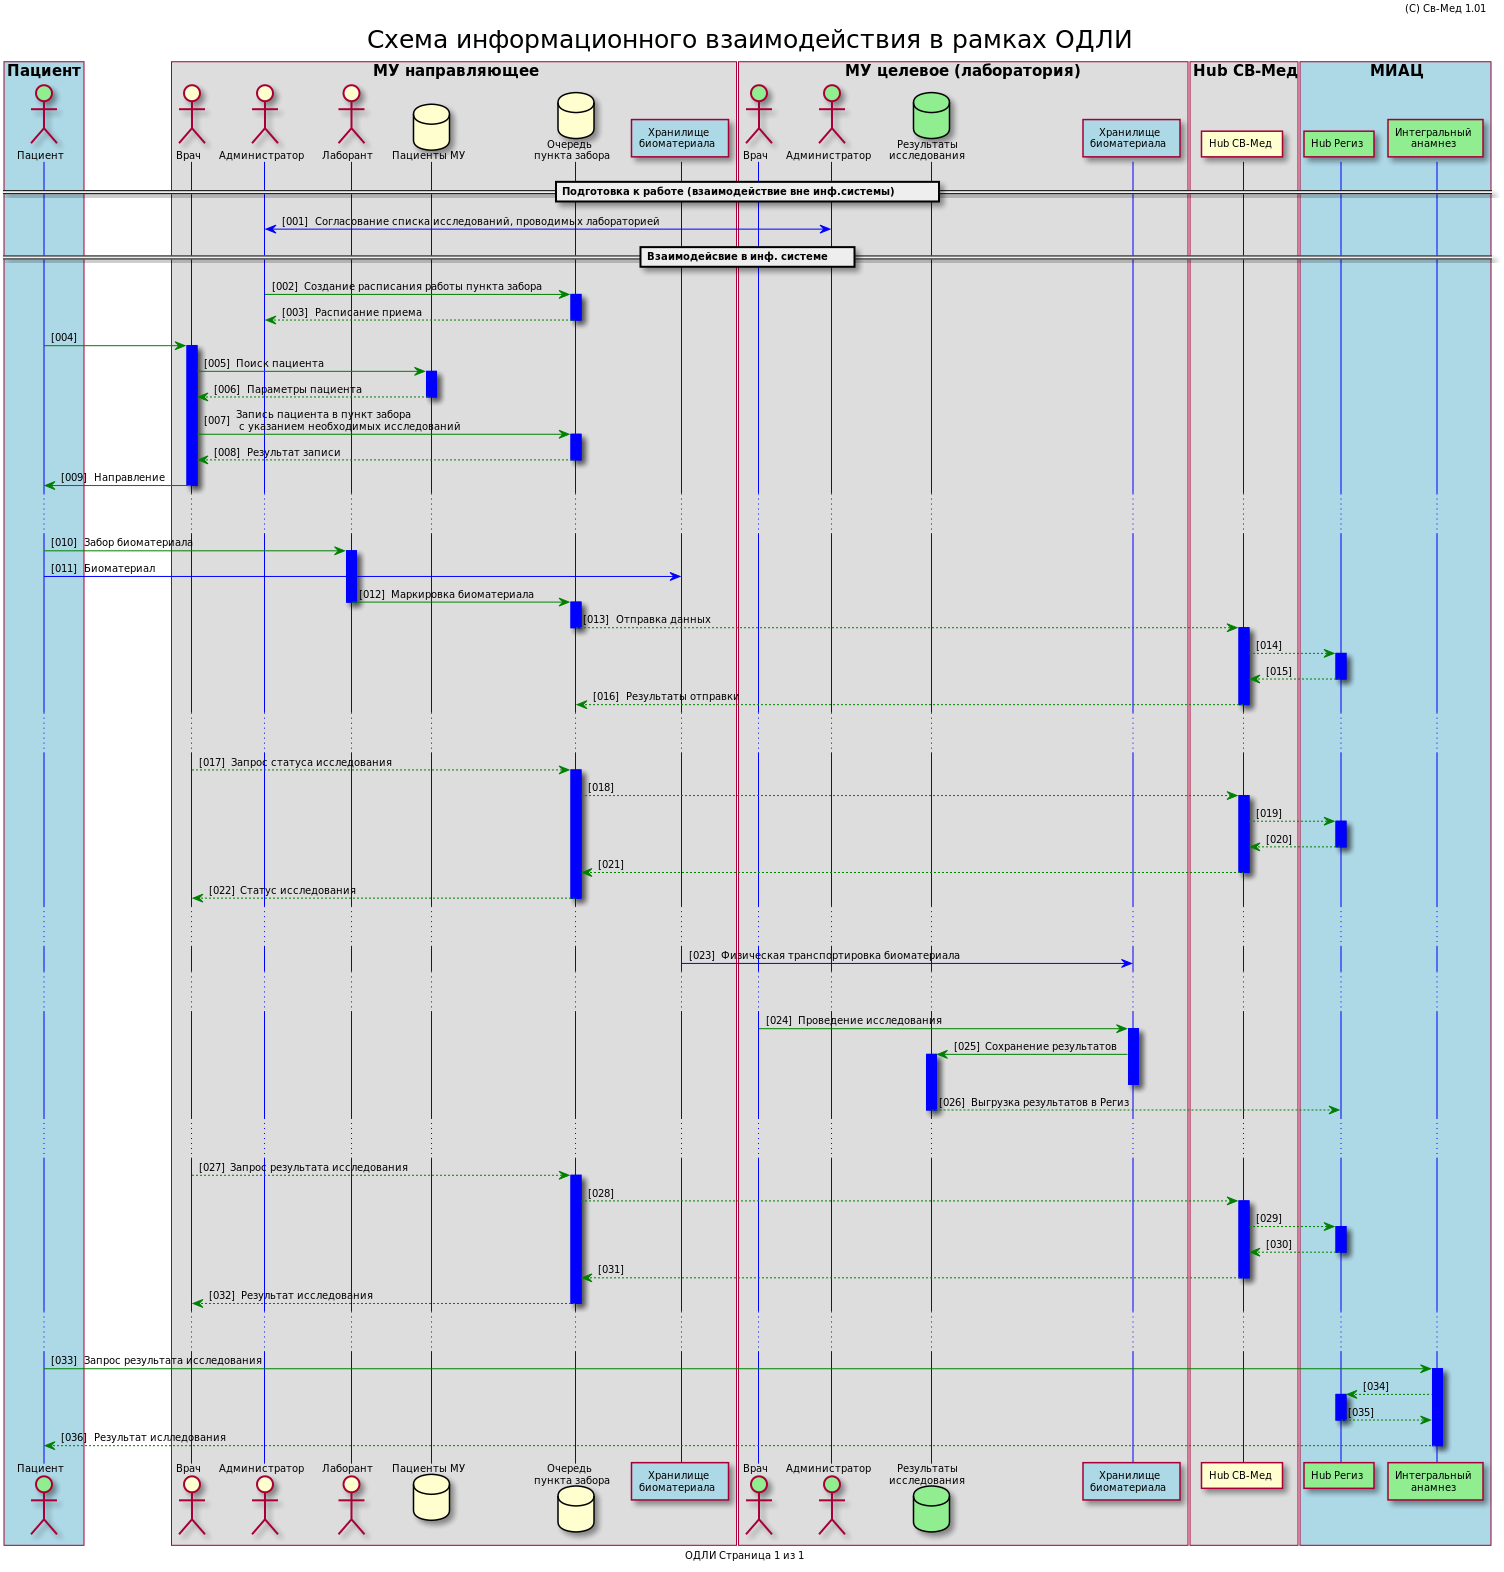 (C) Св-Мед 1.01
Схема информационного взаимодействия в рамках ОДЛИ
Пациент
МУ направляющее
МУ целевое (лаборатория)
Hub СВ-Мед
МИАЦ
Пациент
Врач
Администратор
Лаборант
Пациенты МУ
Очередь
пункта забора
Хранилище
биоматериала
Врач
Администратор
Результаты
исследования
Хранилище
биоматериала
Hub СВ-Мед
Hub Региз
Интегральный
анамнез
Подготовка к работе (взаимодействие вне инф.системы)
[001] Согласование списка исследований, проводимых лабораторией
Взаимодейсвие в инф. системе
[002] Создание расписания работы пункта забора
[003] Расписание приема
[004]
[005] Поиск пациента
[006] Параметры пациента
[007] Запись пациента в пункт забора
с указанием необходимых исследований
[008] Результат записи
[009] Направление
[010] Забор биоматериала
[011] Биоматериал
[012] Маркировка биоматериала
[013] Отправка данных
[014]
[015]
[016] Результаты отправки
[017] Запрос статуса исследования
[018]
[019]
[020]
[021]
[022] Статус исследования
[023] Физическая транспортировка биоматериала
[024] Проведение исследования
[025] Сохранение результатов
[026] Выгрузка результатов в Региз
[027] Запрос результата исследования
[028]
[029]
[030]
[031]
[032] Результат исследования
[033] Запрос результата исследования
[034]
[035]
[036] Результат ислледования
Пациент
Врач
Администратор
Лаборант
Пациенты МУ
Очередь
пункта забора
Хранилище
биоматериала
Врач
Администратор
Результаты
исследования
Хранилище
биоматериала
Hub СВ-Мед
Hub Региз
Интегральный
анамнез
ОДЛИ Страница 1 из 1